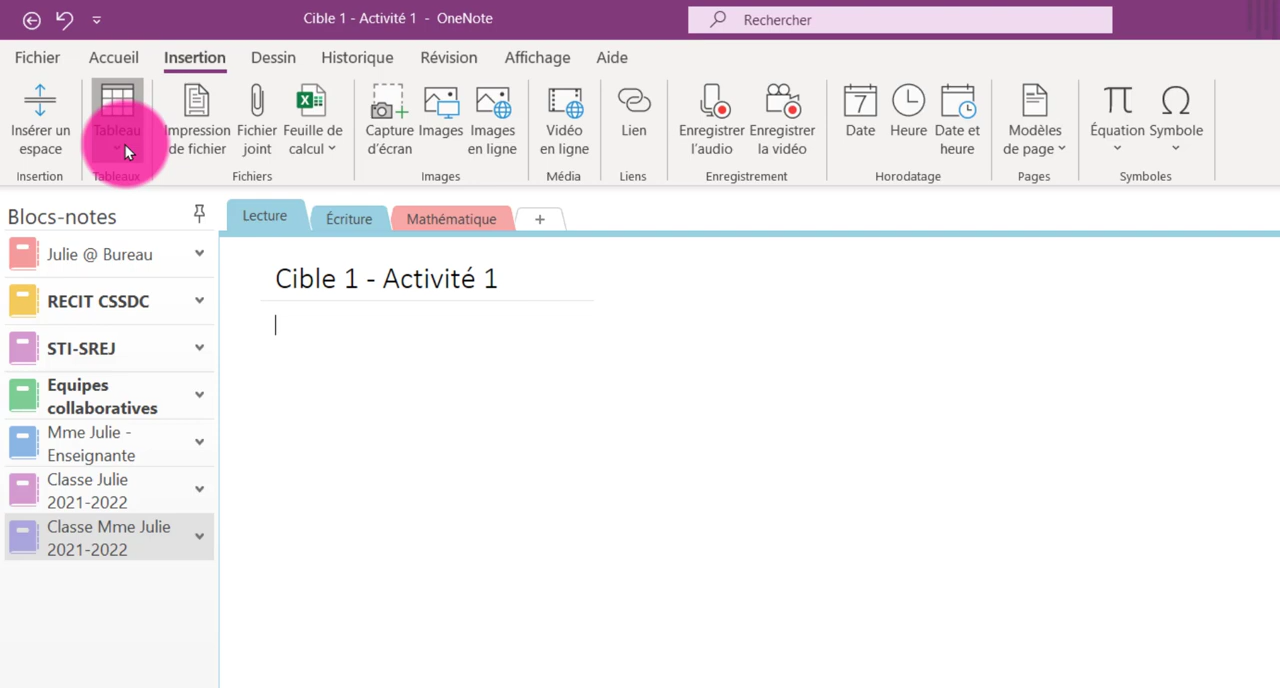 Cible 1 - Activité 1 - OneNote
Rechercher
Fichier Accueil Insertion Dessin Historique Révision Affichage Aide
Insérer un espace
Tableau
Impression de fichier
Fichier joint
Feuille de calcul
Capture d'écran
Images
Images en ligne
Vidéo en ligne
Lien
Enregistrer l'audio
Enregistrer la vidéo
7
Date
Heure
Date et heure
Modèles de page
π
Équation
Ω
Symbole
Insertion Tableaux Fichiers Images Média Liens Enregistrement Horodatage Pages Symboles
Blocs-notes
Lecture Écriture Mathématique +
Julie @ Bureau
RECIT CSSDC
STI-SREJ
Equipes
collaboratives
Mme Julie -
Enseignante
Classe Julie
2021-2022
Classe Mme Julie
2021-2022
Cible 1 - Activité 1